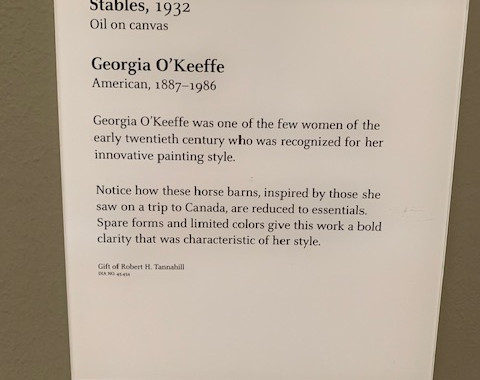 Stables, 1932
Oil on canvas
Georgia O'Keeffe
American, 1887–1986
Georgia O'Keeffe was one of the few women of the
early twentieth century who was recognized for her
innovative painting style.
Notice how these horse barns, inspired by those she
saw on a trip to Canada, are reduced to essentials.
Spare forms and limited colors give this work a bold
clarity that was characteristic of her style.
Gift of Robert H. Tannahill
DIA NO.